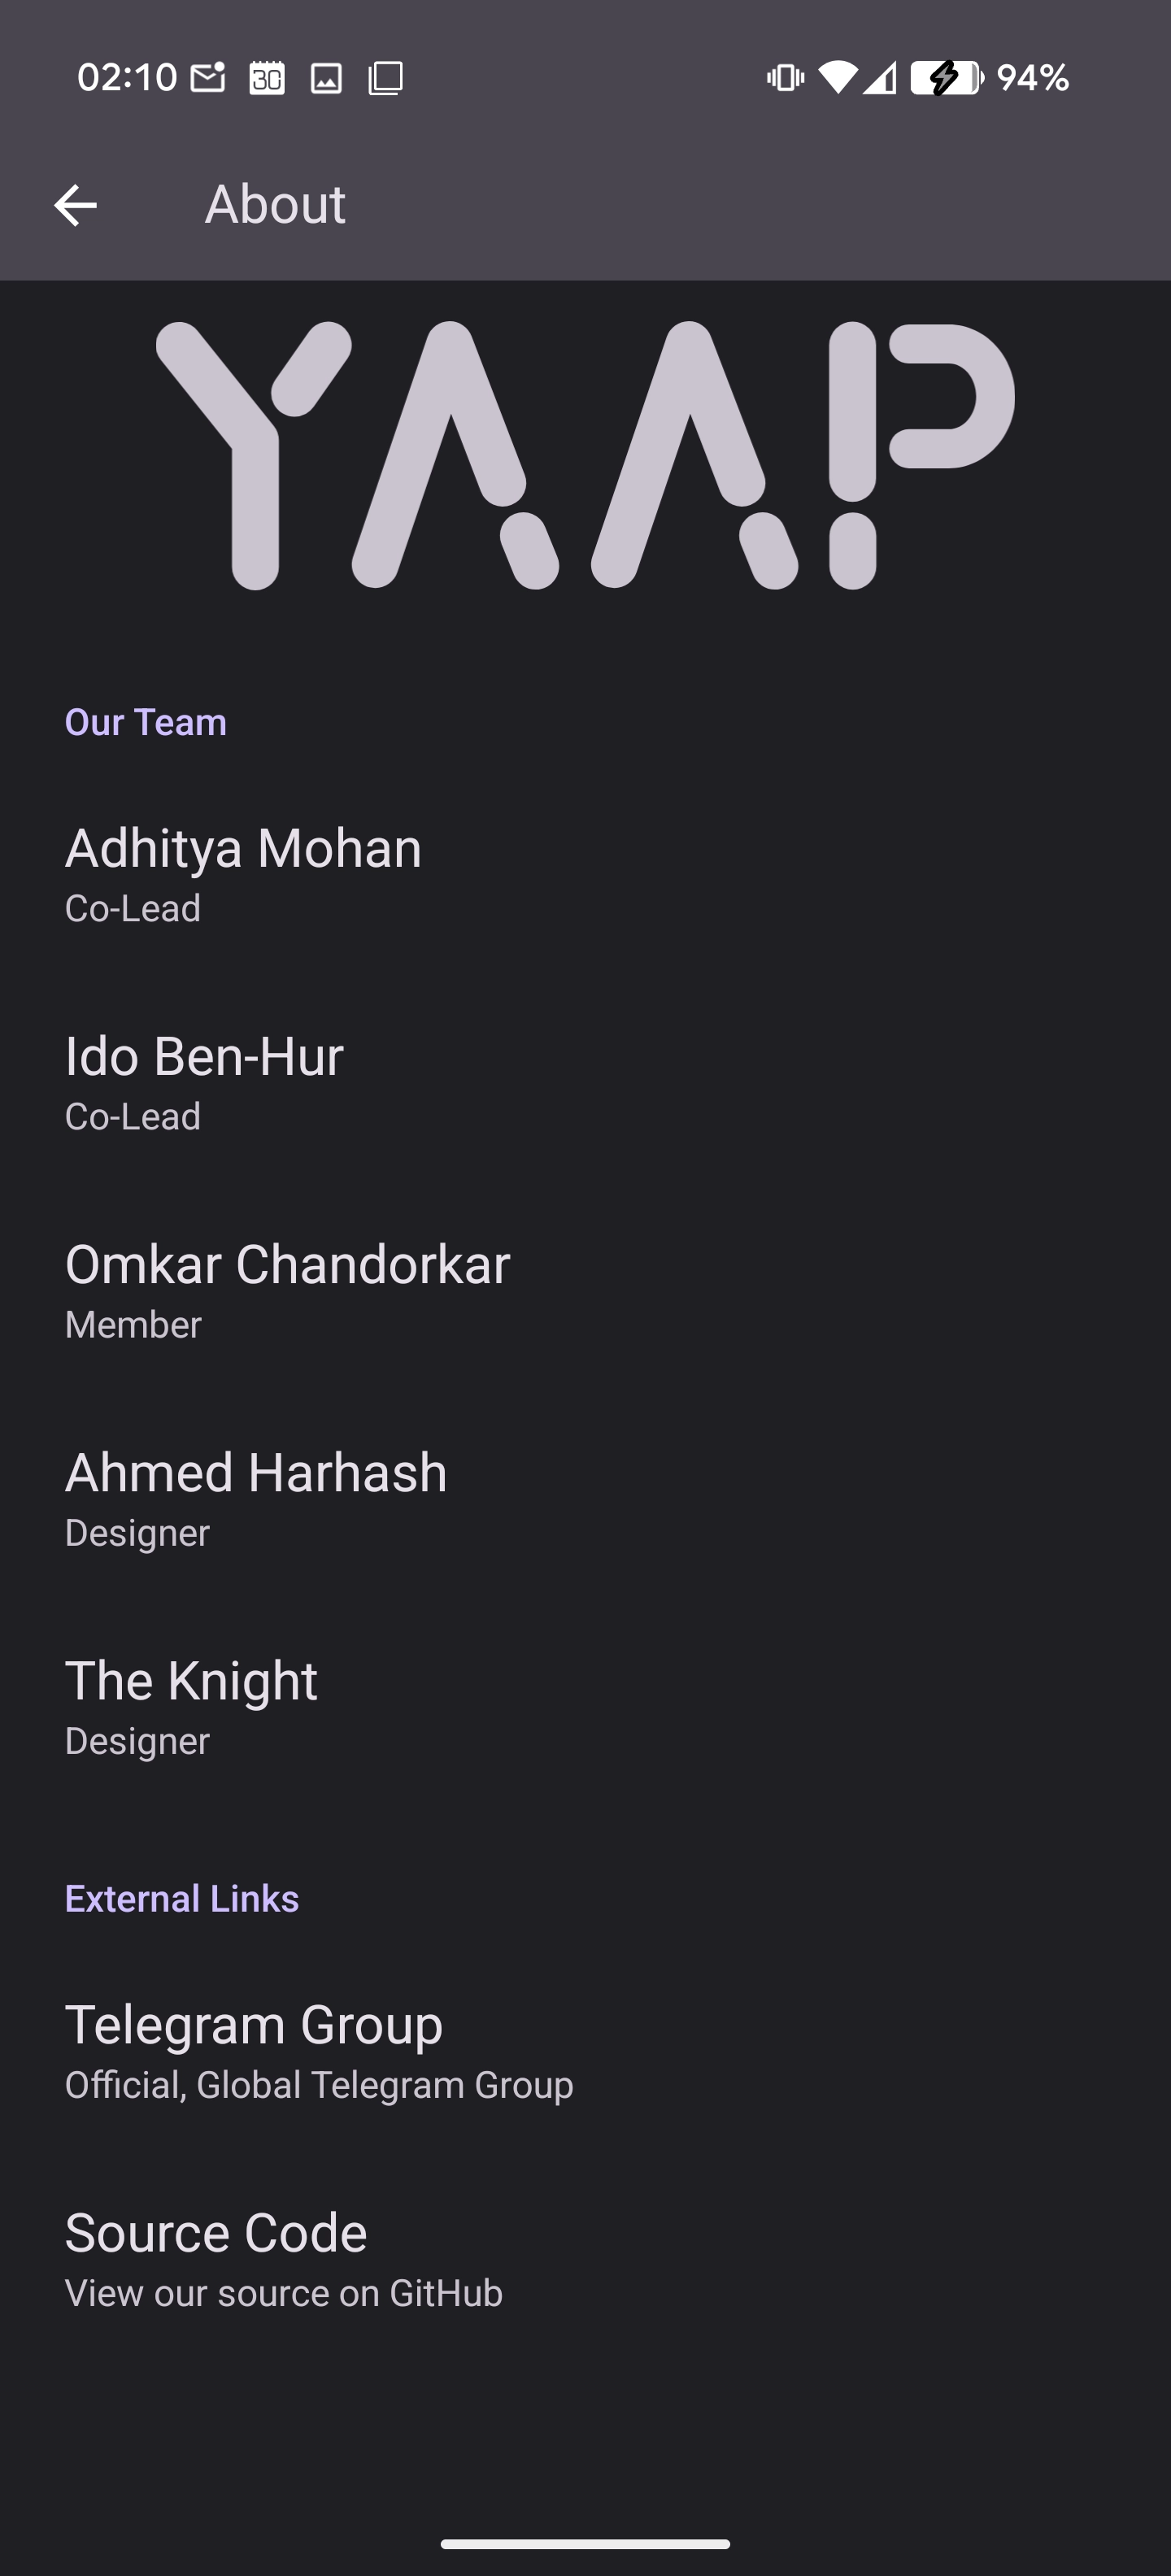 02:10 30 94%
About
YAAP
Our Team
Adhitya Mohan
Co-Lead
Ido Ben-Hur
Co-Lead
Omkar Chandorkar
Member
Ahmed Harhash
Designer
The Knight
Designer
External Links
Telegram Group
Official, Global Telegram Group
Source Code
View our source on GitHub